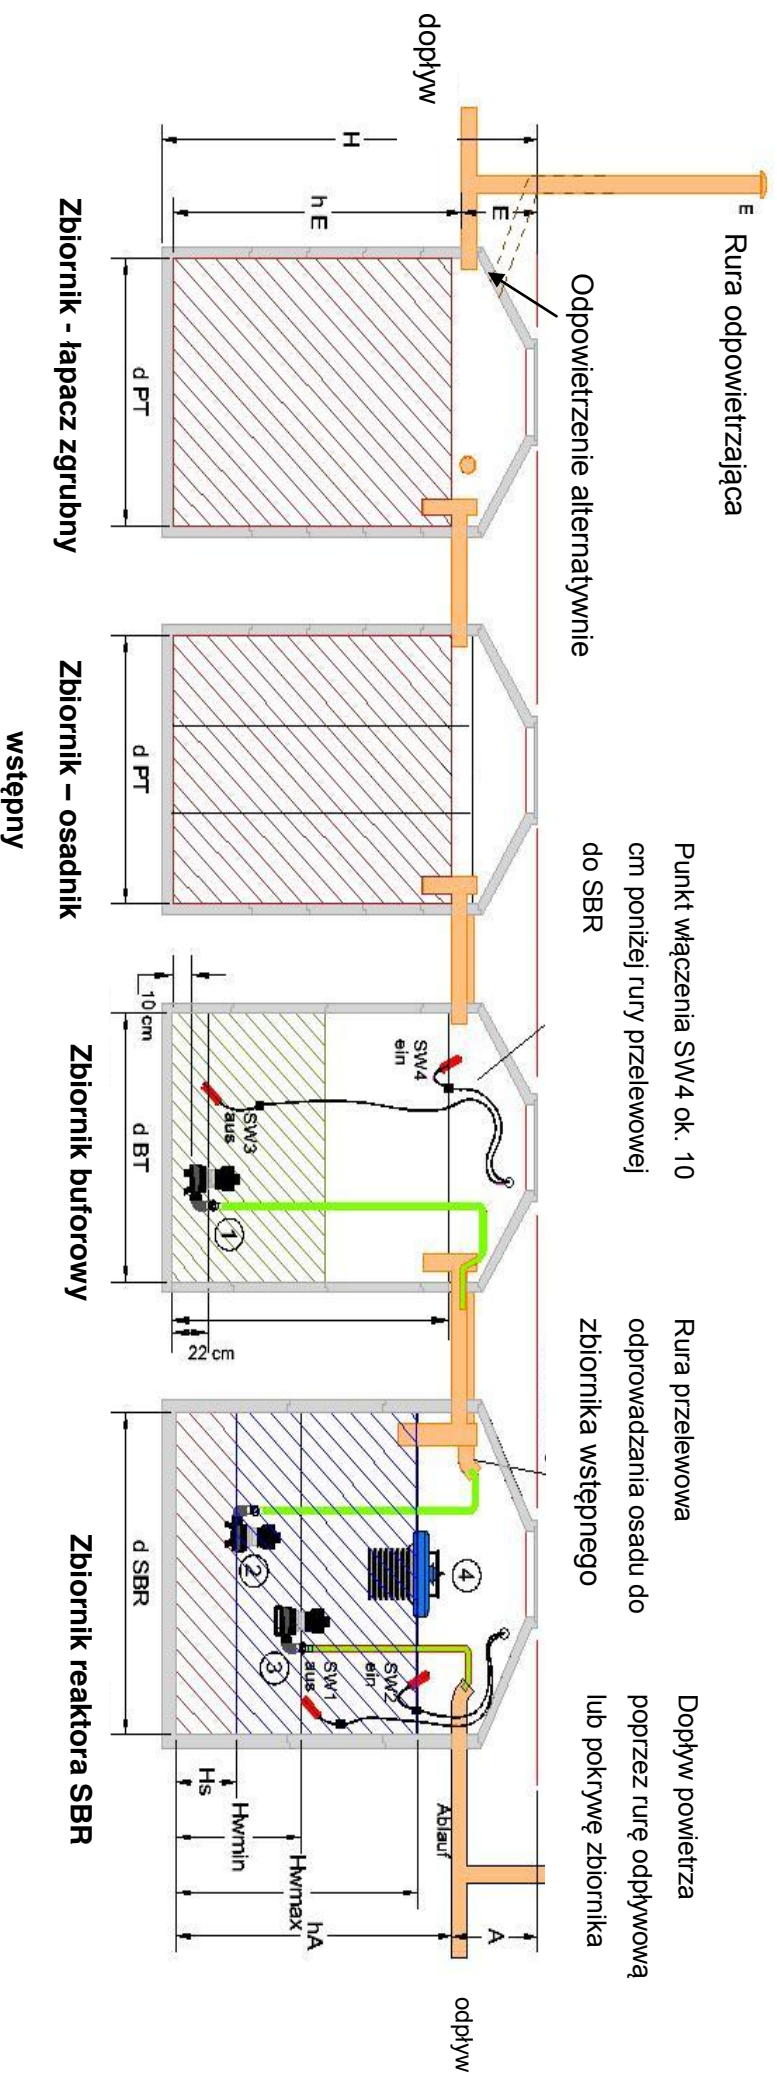 E
Rura odpowietrzająca
Odpowietrzenie alternatywnie
Punkt włączenia SW4 ok. 10
cm poniżej rury przelewowej
do SBR
Rura przelewowa
odprowadzania osadu do
zbiornika wstępnego
Dopływ powietrza
poprzez rurę odpływową
lub pokrywę zbiornika
dopływ
H
h E
E
SW4
ein
SW3
aus
1
10 cm
22 cm
2
3
4
SW2
ein
SW1
aus
Ablauf
Hs
Hwmin
Hwmax
hA
A
odpływ
d PT
d PT
d BT
d SBR
Zbiornik - łapacz zgrubny
Zbiornik – osadnik
wstępny
Zbiornik buforowy
Zbiornik reaktora SBR